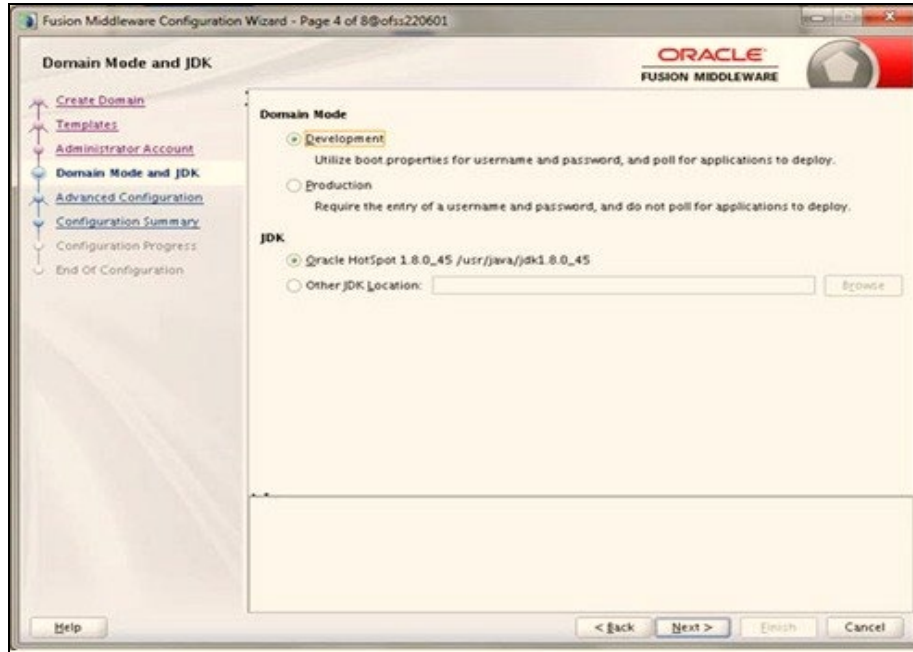 Fusion Middleware Configuration Wizard - Page 4 of 8@ofss220601
Domain Mode and JDK
ORACLE
FUSION MIDDLEWARE
Create Domain
Templates
Administrator Account
Domain Mode and JDK
Advanced Configuration
Configuration Summary
Configuration Progress
End Of Configuration
Domain Mode
Development
Utilize boot.properties for username and password, and poll for applications to deploy.
Production
Require the entry of a username and password, and do not poll for applications to deploy.
JDK
Oracle HotSpot 1.8.0_45 /usr/java/jdk1.8.0_45
Other JDK Location:
Browse
Help
< Back
Next >
Finish
Cancel